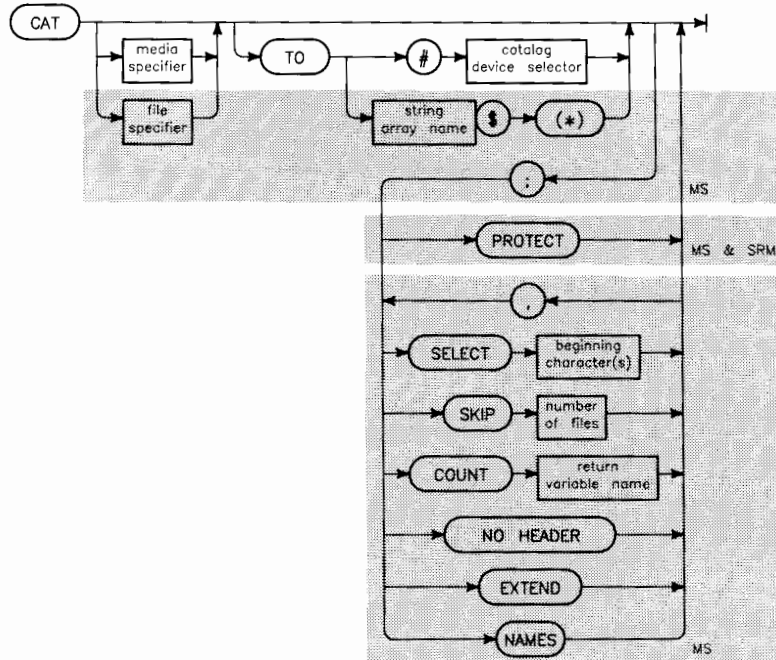 CAT
media
specifier
TO
#
catalog
device selector
file
specifier
string
array name
$
(*)
;
MS
PROTECT
MS & SRM
,
SELECT
beginning
character(s)
SKIP
number
of files
COUNT
return
variable name
NO HEADER
EXTEND
NAMES
MS